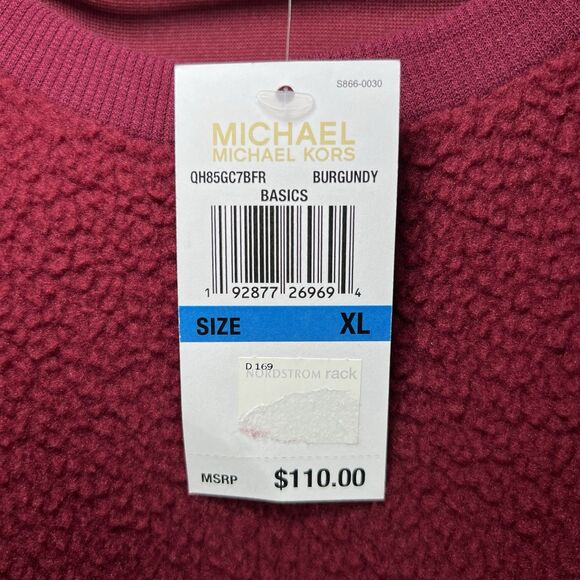 S866-0030
MICHAEL
MICHAEL KORS
QH85GC7BFR BURGUNDY
BASICS
1 92877 26969 4
SIZE XL
D 169
NORDSTROM rack
MSRP $110.00